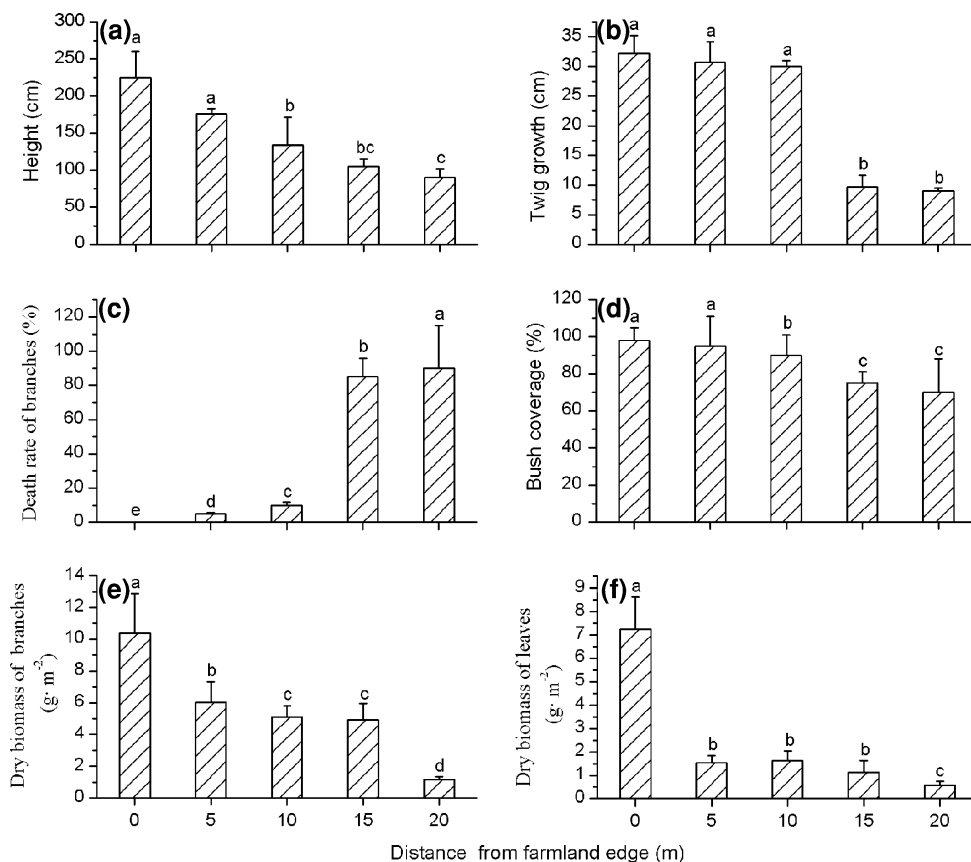 (a)
Height (cm)
300
250
200
150
100
50
0
a
a
b
bc
c
(b)
Twig growth (cm)
35
30
25
20
15
10
5
0
a
a
a
b
b
(c)
Death rate of branches (%)
120
100
80
60
40
20
0
e
d
c
b
a
(d)
Bush coverage (%)
120
100
80
60
40
20
0
a
a
b
c
c
(e)
Dry biomass of branches
(g· m⁻²)
14
12
10
8
6
4
2
0
a
b
c
c
d
0 5 10 15 20
(f)
Dry biomass of leaves
(g· m⁻²)
9
8
7
6
5
4
3
2
1
0
a
b
b
b
c
0 5 10 15 20
Distance from farmland edge (m)